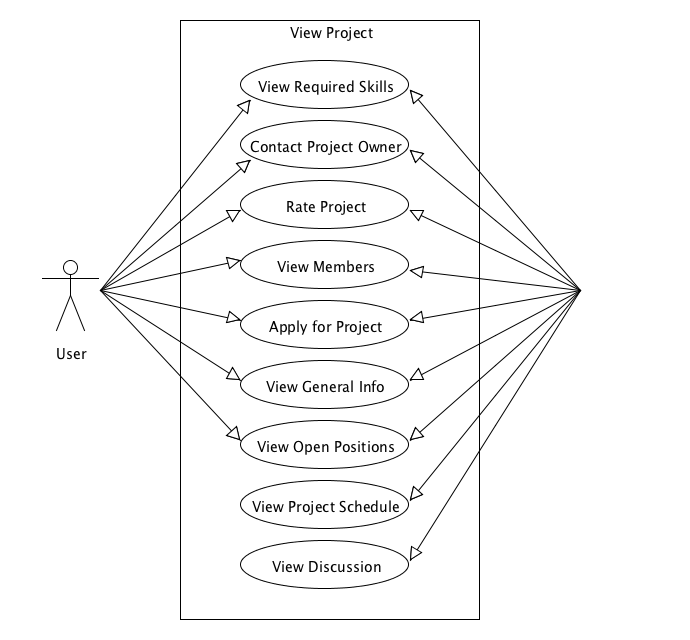 View Project
View Required Skills
Contact Project Owner
Rate Project
View Members
Apply for Project
User
View General Info
View Open Positions
View Project Schedule
View Discussion